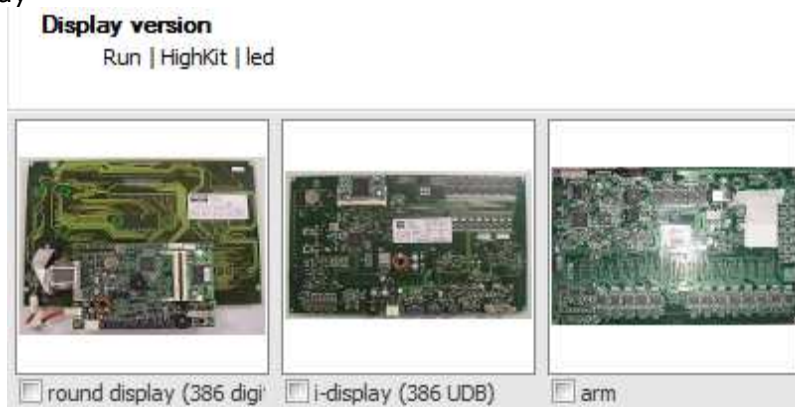 Display version
Run | HighKit | led
round display (386 digi
i-display (386 UDB)
arm